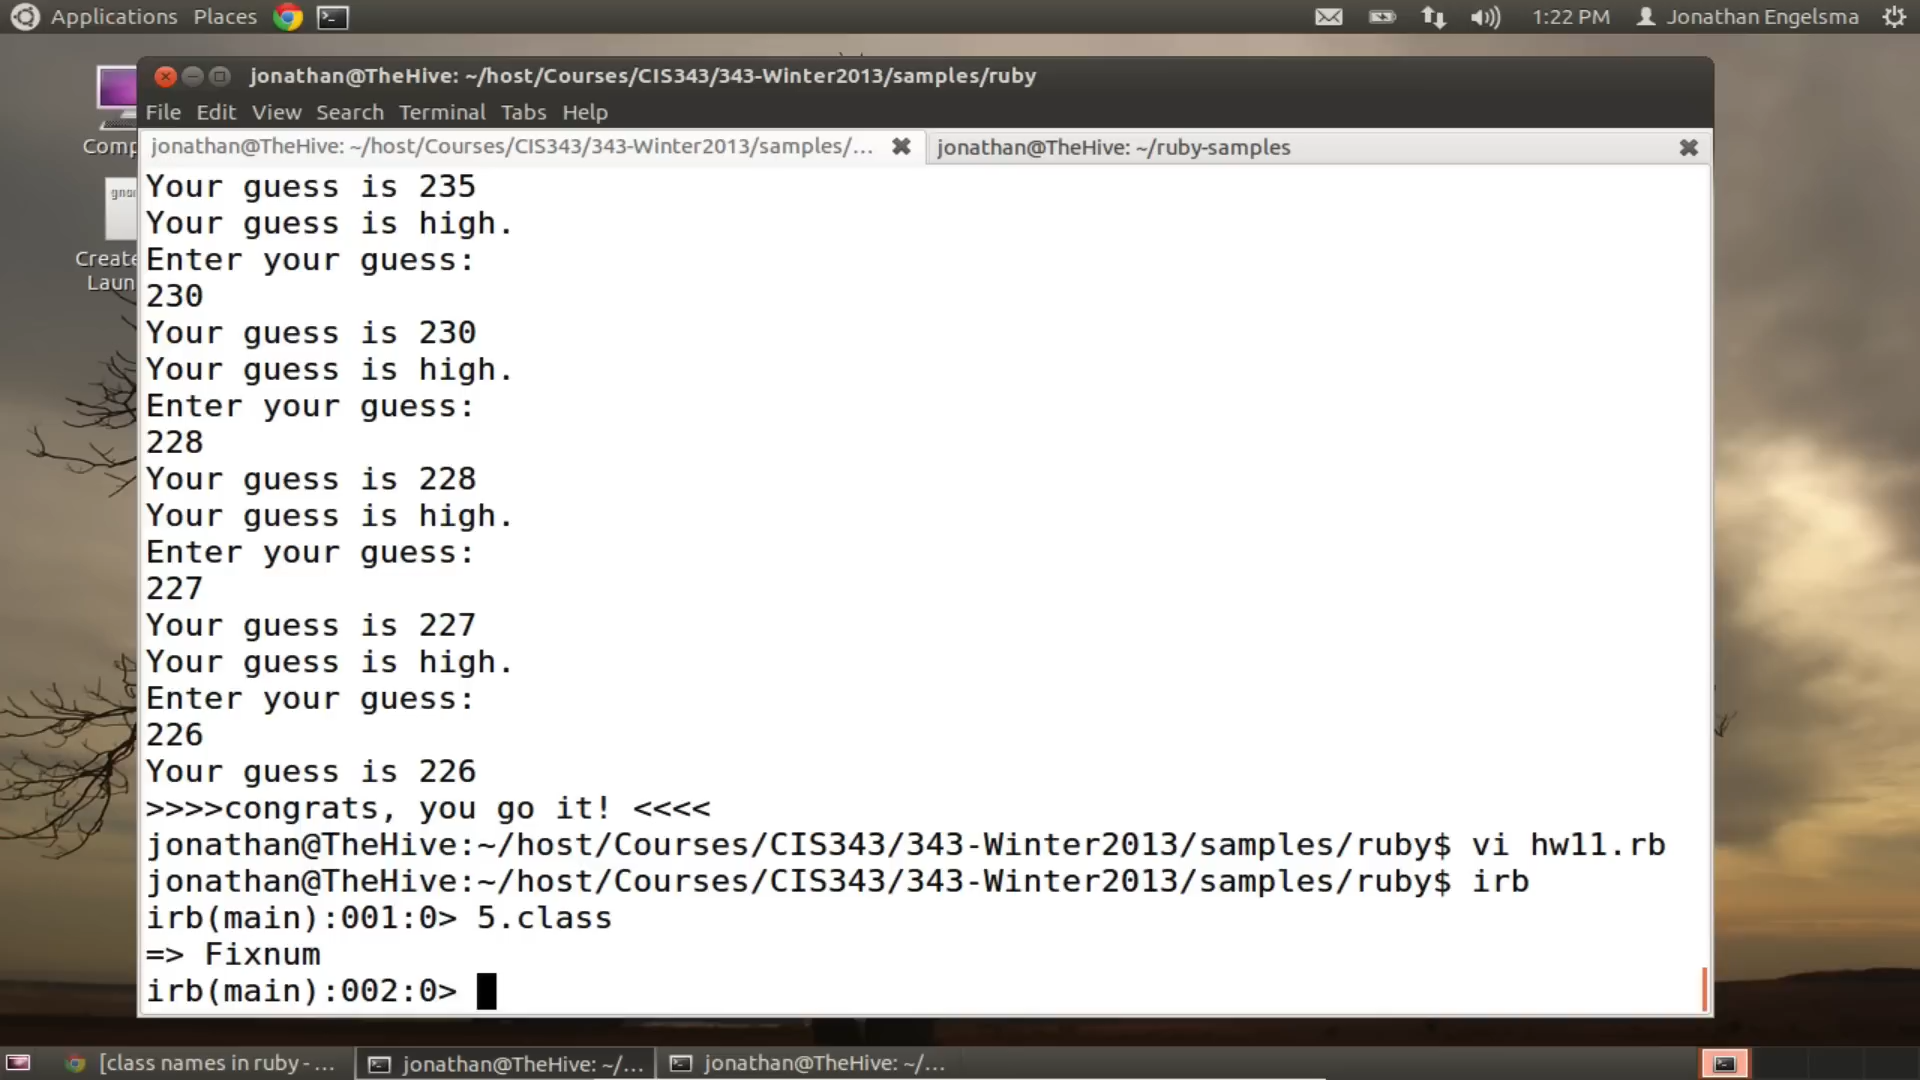 Applications Places 1:22 PM Jonathan Engelsma
jonathan@TheHive: ~/host/Courses/CIS343/343-Winter2013/samples/ruby
File Edit View Search Terminal Tabs Help
jonathan@TheHive: ~/host/Courses/CIS343/343-Winter2013/samples/... jonathan@TheHive: ~/ruby-samples
Comp
Create
Laun
Your guess is 235
Your guess is high.
Enter your guess:
230
Your guess is 230
Your guess is high.
Enter your guess:
228
Your guess is 228
Your guess is high.
Enter your guess:
227
Your guess is 227
Your guess is high.
Enter your guess:
226
Your guess is 226
>>>>congrats, you go it! <<<<
jonathan@TheHive:~/host/Courses/CIS343/343-Winter2013/samples/ruby$ vi hw11.rb
jonathan@TheHive:~/host/Courses/CIS343/343-Winter2013/samples/ruby$ irb
irb(main):001:0> 5.class
=> Fixnum
irb(main):002:0>
[class names in ruby - ... jonathan@TheHive: ~/... jonathan@TheHive: ~/...